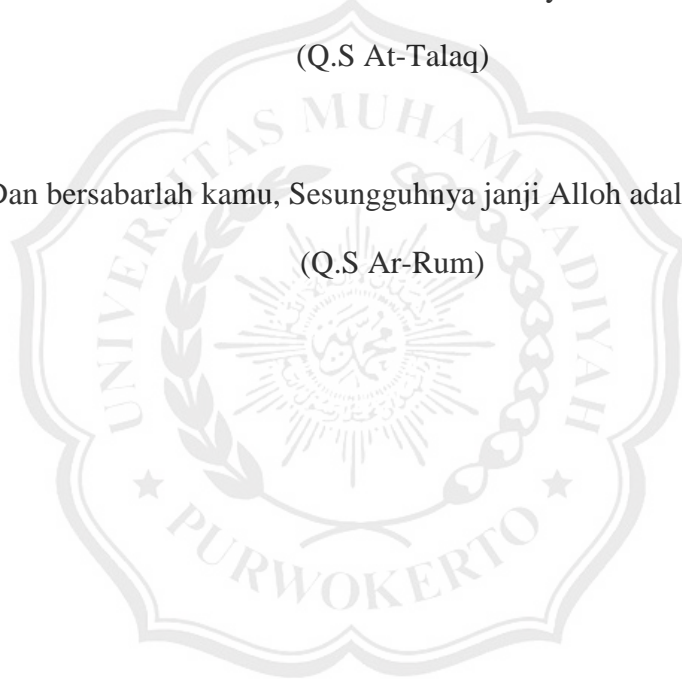 (Q.S At-Talaq)
UNIVERSITAS MUHAMMADIYAH
Dan bersabarlah kamu, Sesungguhnya janji Alloh adal
(Q.S Ar-Rum)
PURWOKERTO